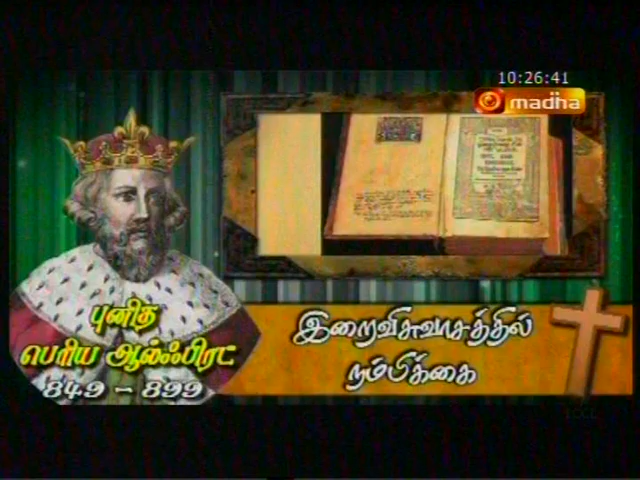 10:26:41
madha
புனித
பெரிய ஆல்ஃபிரட்
849 - 899
இறைவிசுவாசத்தில்
நம்பிக்கை